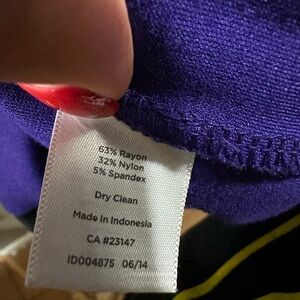 63% Rayon
32% Nylon
5% Spandex
Dry Clean
Made in Indonesia
CA #23147
ID004875 06/14